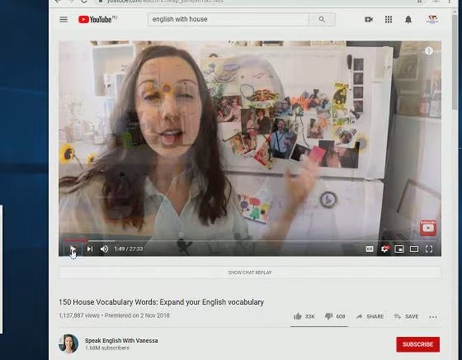 YouTube
english with house
1:49 / 27:33
SHOW CHAT REPLAY
150 House Vocabulary Words: Expand your English vocabulary
1,137,887 views • Premiered on 2 Nov 2018
33K
608
SHARE
SAVE
Speak English With Vanessa
1.68M subscribers
SUBSCRIBE